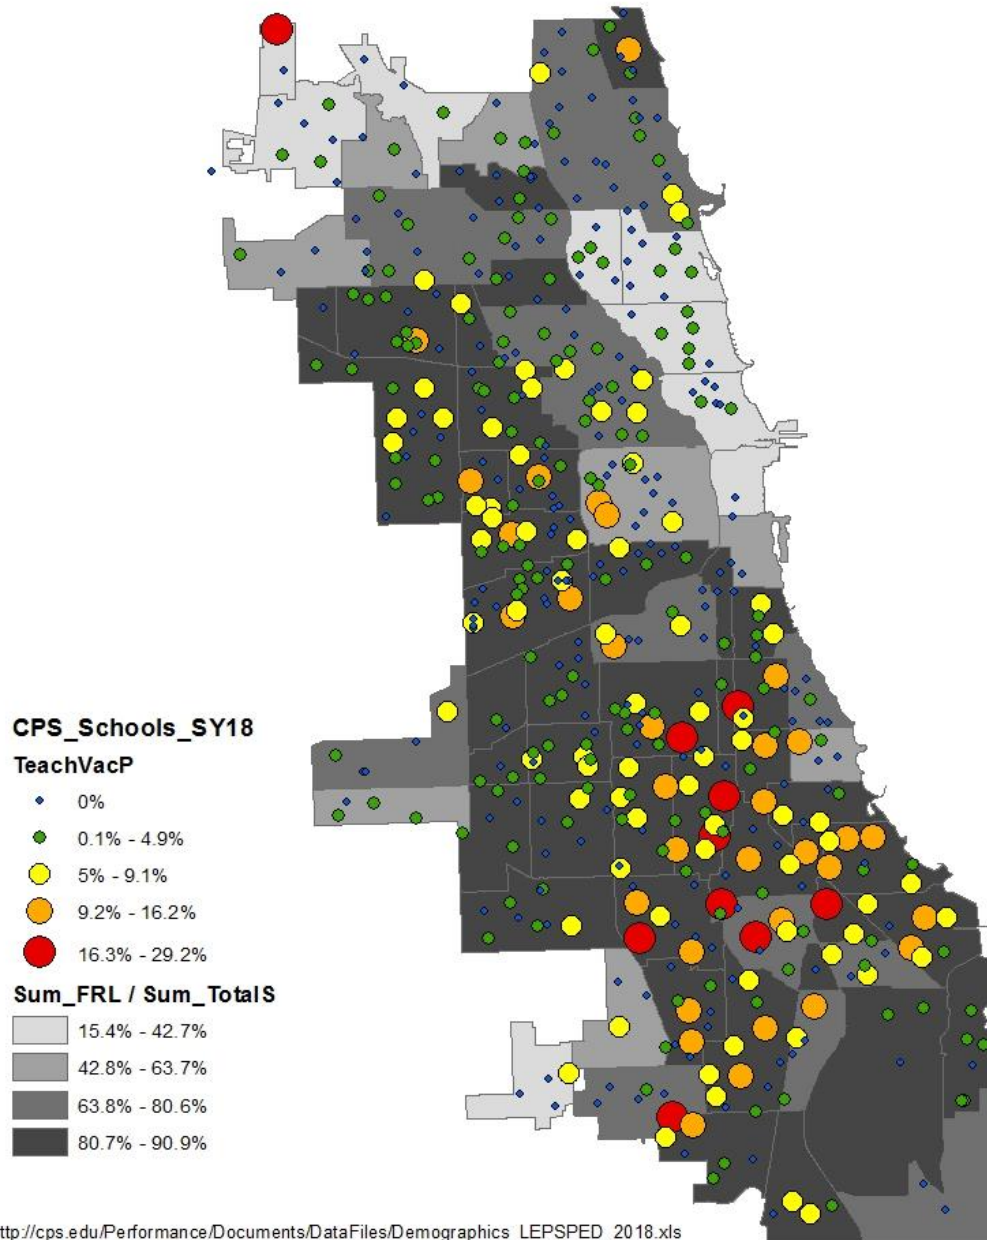 CPS_Schools_SY18
TeachVacP
0%
0.1% - 4.9%
5% - 9.1%
9.2% - 16.2%
16.3% - 29.2%
Sum_FRL / Sum_TotalS
15.4% - 42.7%
42.8% - 63.7%
63.8% - 80.6%
80.7% - 90.9%
ttp://cps.edu/Performance/Documents/DataFiles/Demographics_LEPSPED_2018.xls